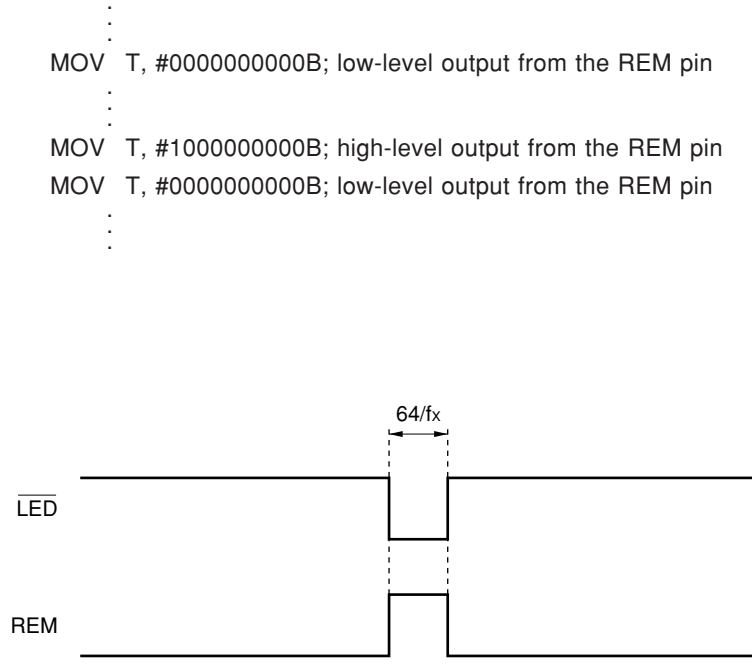 .
.
.
MOV T, #0000000000B; low-level output from the REM pin
.
.
.
MOV T, #1000000000B; high-level output from the REM pin
MOV T, #0000000000B; low-level output from the REM pin
.
.
.
64/fx
LED
REM